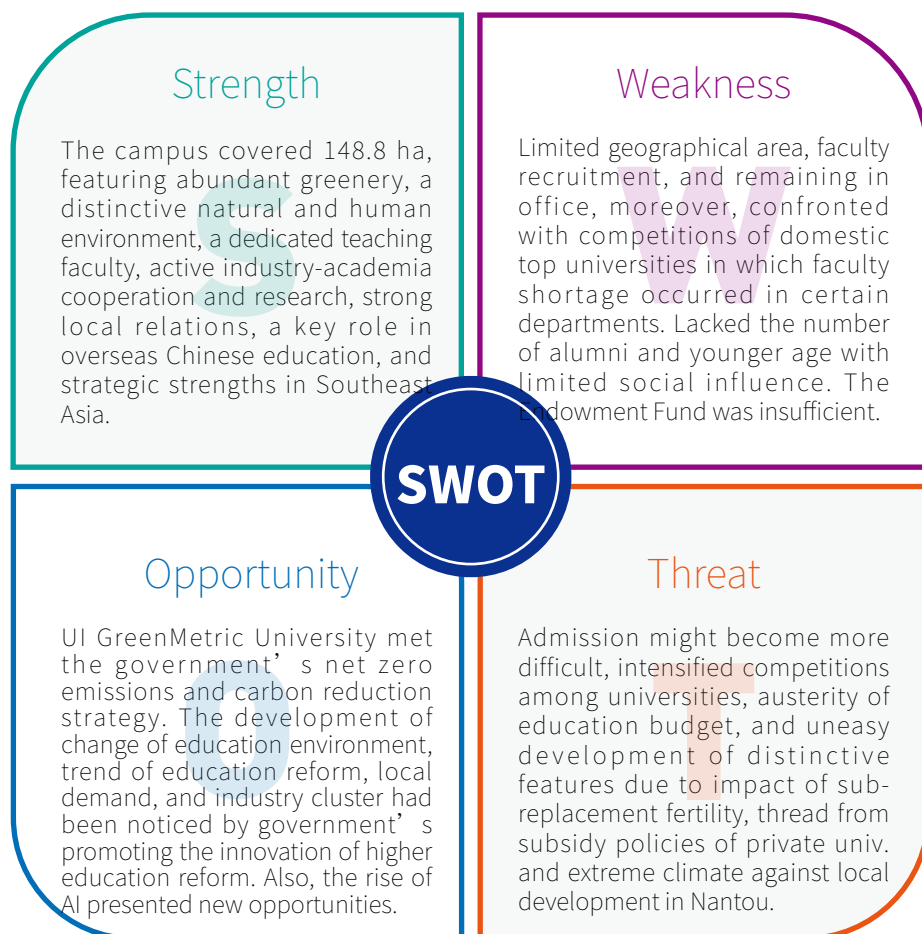 Strength
The campus covered 148.8 ha,
featuring abundant greenery, a
distinctive natural and human
environment, a dedicated teaching
faculty, active industry-academia
cooperation and research, strong
local relations, a key role in
overseas Chinese education, and
strategic strengths in Southeast
Asia.
S
Weakness
Limited geographical area, faculty
recruitment, and remaining in
office, moreover, confronted
with competitions of domestic
top universities in which faculty
shortage occurred in certain
departments. Lacked the number
of alumni and younger age with
limited social influence. The
Endowment Fund was insufficient.
W
SWOT
Opportunity
UI GreenMetric University met
the government’s net zero
emissions and carbon reduction
strategy. The development of
change of education environment,
trend of education reform, local
demand, and industry cluster had
been noticed by government’s
promoting the innovation of higher
education reform. Also, the rise of
AI presented new opportunities.
O
Threat
Admission might become more
difficult, intensified competitions
among universities, austerity of
education budget, and uneasy
development of distinctive
features due to impact of sub-
replacement fertility, thread from
subsidy policies of private univ.
and extreme climate against local
development in Nantou.
T